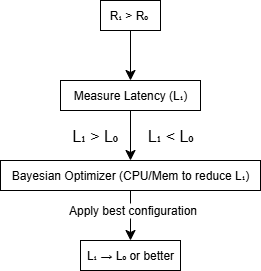 R₁ > R₀
Measure Latency (L₁)
L₁ > L₀ L₁ < L₀
Bayesian Optimizer (CPU/Mem to reduce L₁)
Apply best configuration
L₁ → L₀ or better